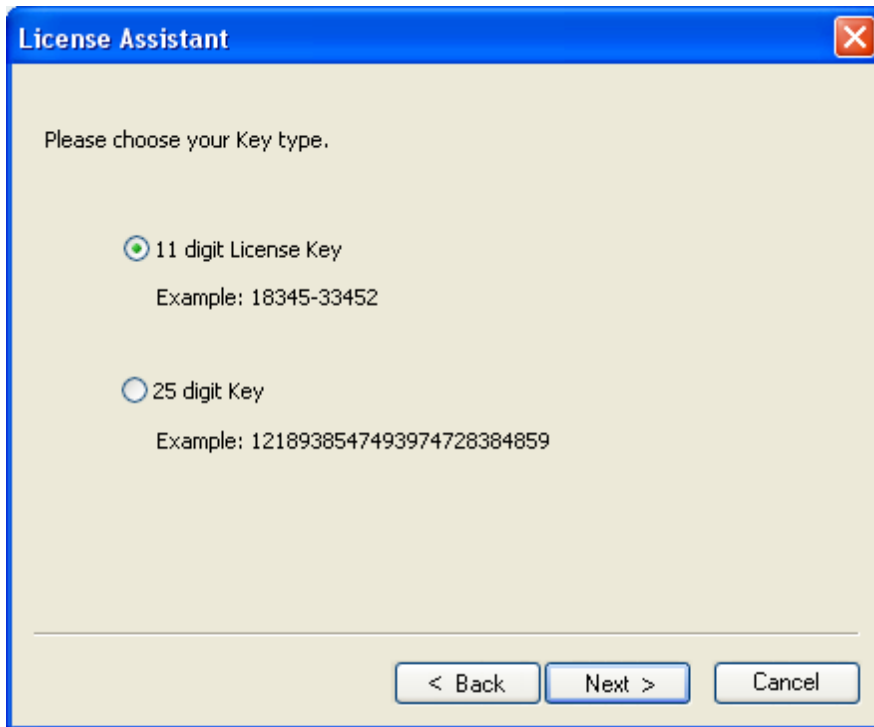 License Assistant
Please choose your Key type.
11 digit License Key
Example: 18345-33452
25 digit Key
Example: 1218938547493974728384859
< Back
Next >
Cancel